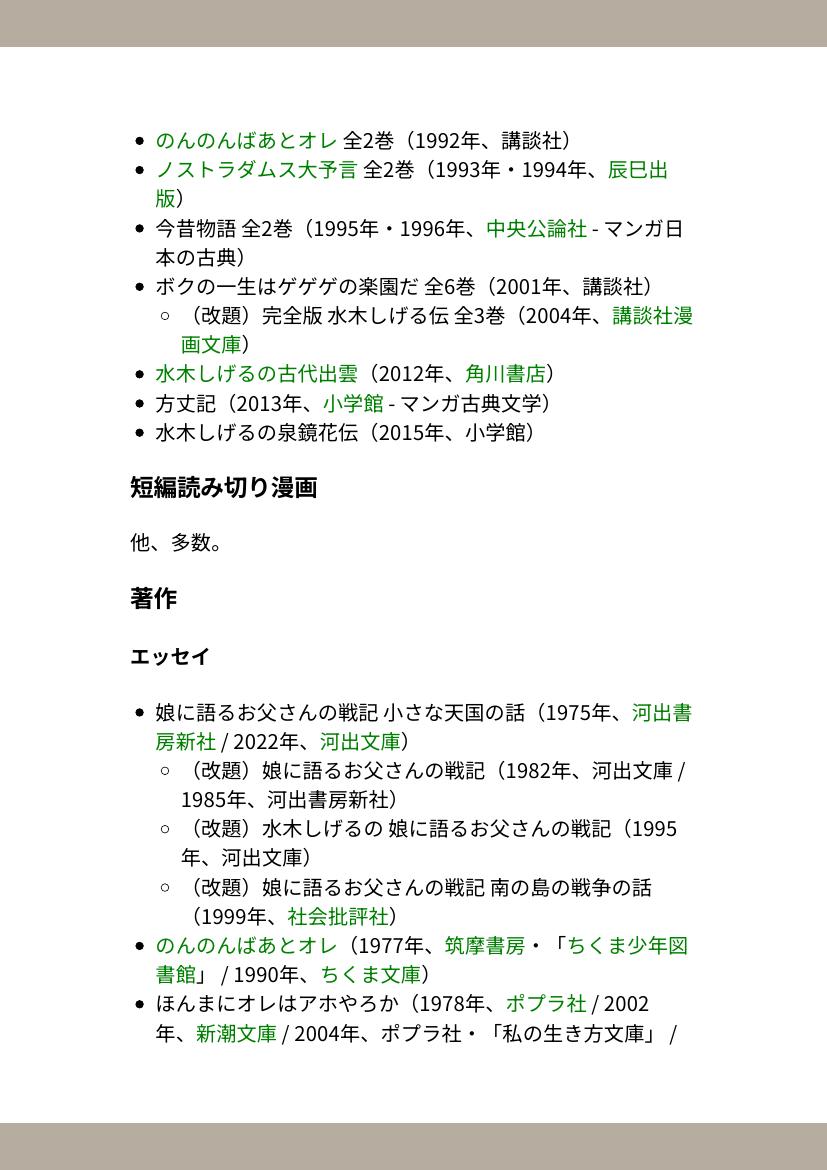 のんのんばあとオレ 全2巻（1992年、講談社）
ノストラダムス大予言 全2巻（1993年・1994年、辰巳出
版）
今昔物語 全2巻（1995年・1996年、中央公論社 - マンガ日
本の古典）
ボクの一生はゲゲゲの楽園だ 全6巻（2001年、講談社）
（改題）完全版 水木しげる伝 全3巻（2004年、講談社漫
画文庫）
水木しげるの古代出雲（2012年、角川書店）
方丈記（2013年、小学館 - マンガ古典文学）
水木しげるの泉鏡花伝（2015年、小学館）
短編読み切り漫画
他、多数。
著作
エッセイ
娘に語るお父さんの戦記 小さな天国の話（1975年、河出書
房新社 / 2022年、河出文庫）
（改題）娘に語るお父さんの戦記（1982年、河出文庫 /
1985年、河出書房新社）
（改題）水木しげるの 娘に語るお父さんの戦記（1995
年、河出文庫）
（改題）娘に語るお父さんの戦記 南の島の戦争の話
（1999年、社会批評社）
のんのんばあとオレ（1977年、筑摩書房・「ちくま少年図
書館」 / 1990年、ちくま文庫）
ほんまにオレはアホやろか（1978年、ポプラ社 / 2002
年、新潮文庫 / 2004年、ポプラ社・「私の生き方文庫」 /